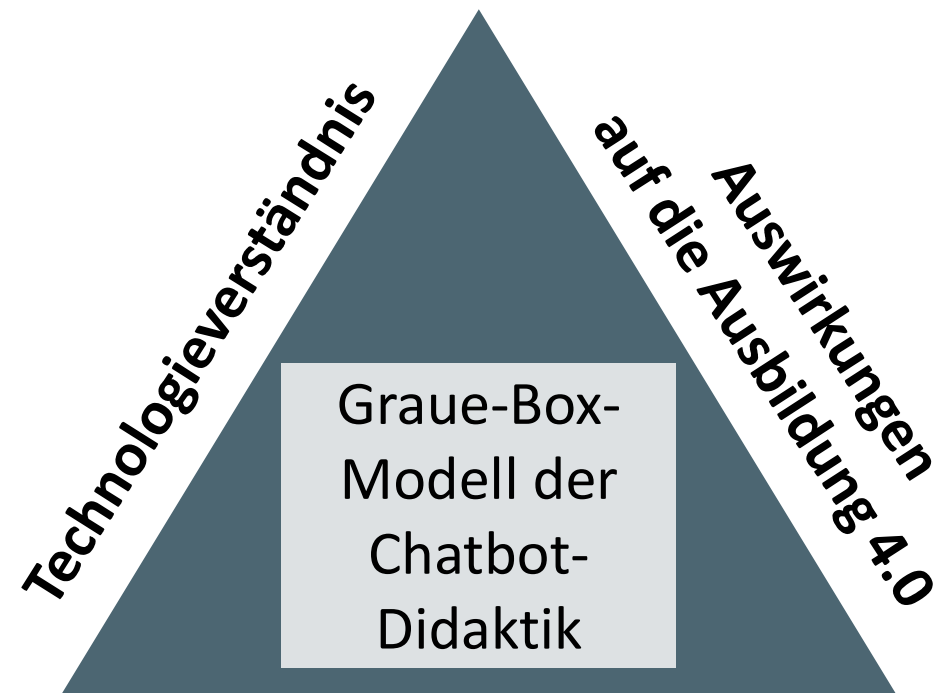 Technologieverständnis
Auswirkungen
auf die Ausbildung 4.0
Graue-Box-
Modell der
Chatbot-
Didaktik